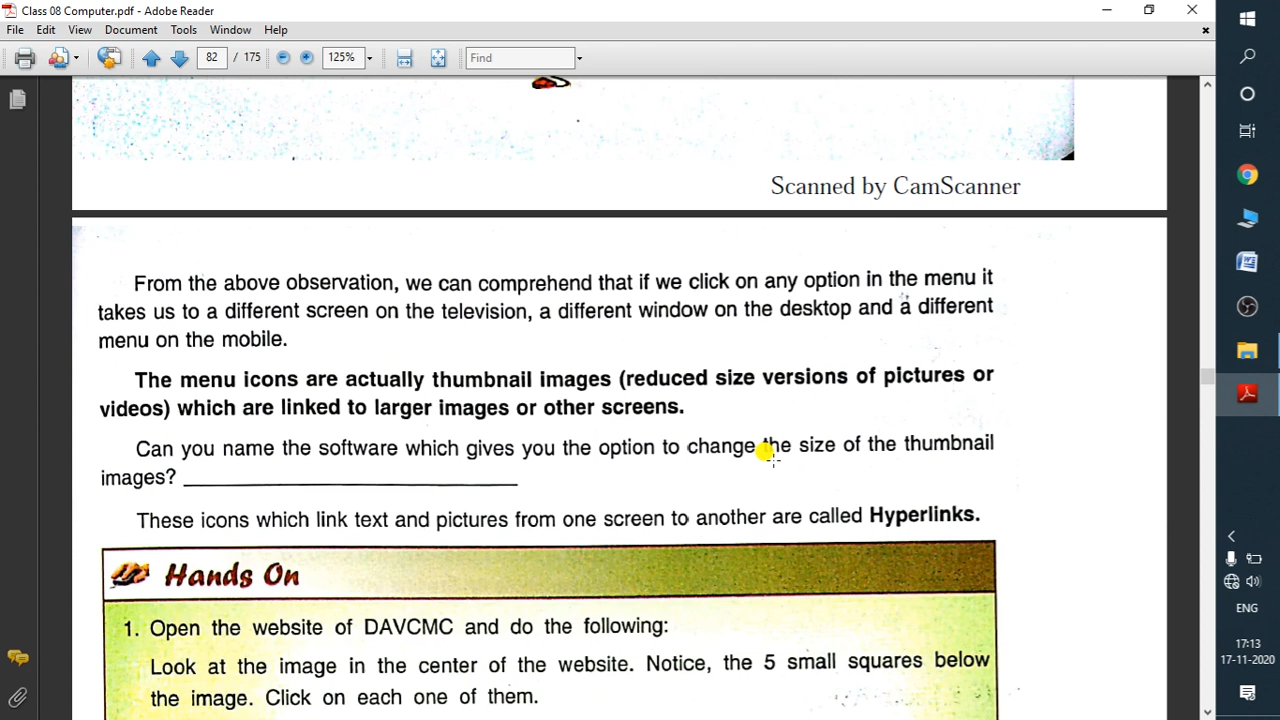 Class 08 Computer.pdf - Adobe Reader
File Edit View Document Tools Window Help
82 / 175 125% Find
Scanned by CamScanner
From the above observation, we can comprehend that if we click on any option in the menu it
takes us to a different screen on the television, a different window on the desktop and a different
menu on the mobile.
The menu icons are actually thumbnail images (reduced size versions of pictures or
videos) which are linked to larger images or other screens.
Can you name the software which gives you the option to change the size of the thumbnail
images?
These icons which link text and pictures from one screen to another are called Hyperlinks.
Hands On
1. Open the website of DAVCMC and do the following:
Look at the image in the center of the website. Notice, the 5 small squares below
the image. Click on each one of them.
ENG
17:13
17-11-2020